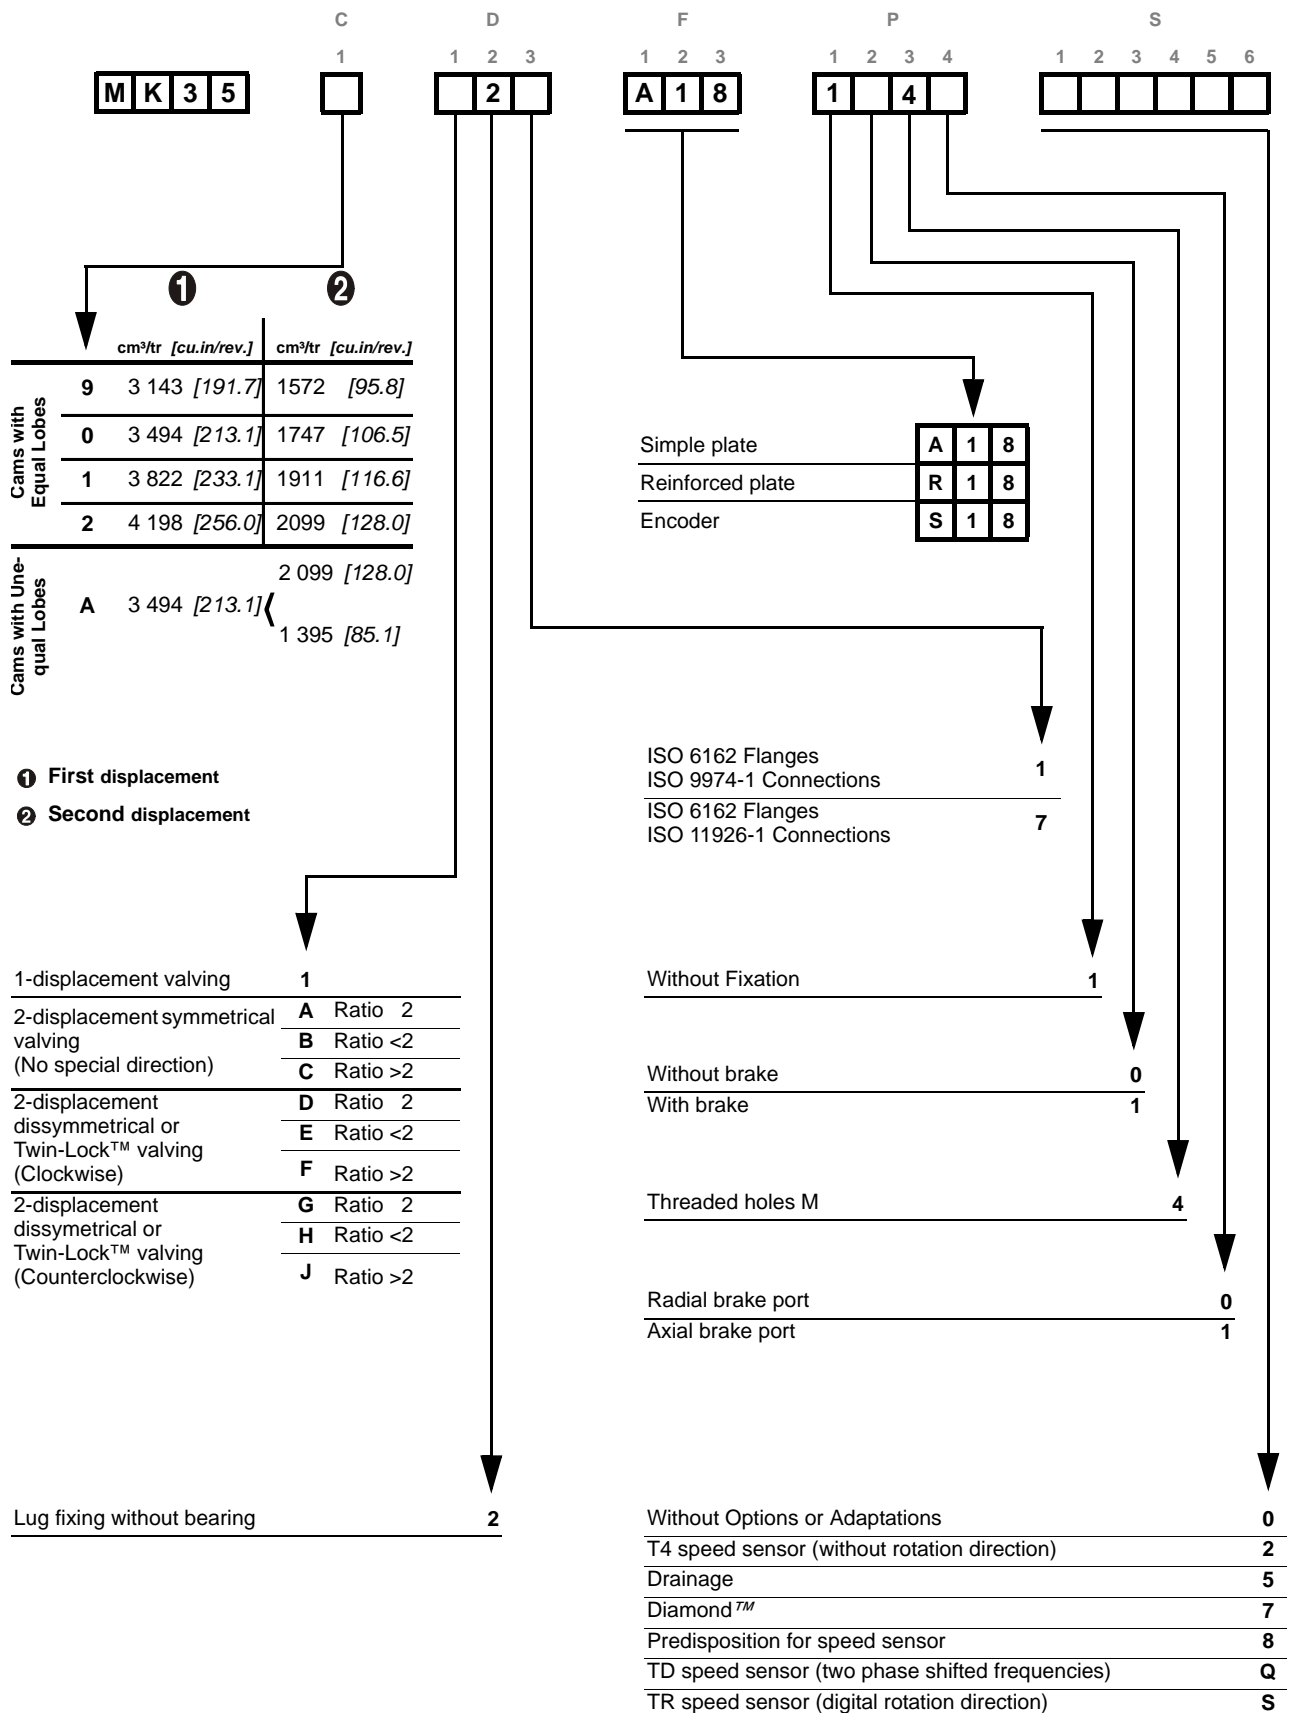 C D F P S
1 1 2 3 1 2 3 1 2 3 4 1 2 3 4 5 6
M K 3 5 2 A 1 8 1 4
❶ ❷
cm³/tr [cu.in/rev.] cm³/tr [cu.in/rev.]
Cams with
Equal Lobes
9 3 143 [191.7] 1572 [95.8]
0 3 494 [213.1] 1747 [106.5]
1 3 822 [233.1] 1911 [116.6]
2 4 198 [256.0] 2099 [128.0]
Cams with Une-
qual Lobes
2 099 [128.0]
A 3 494 [213.1]
1 395 [85.1]
❶ First displacement
❷ Second displacement
Simple plate A 1 8
Reinforced plate R 1 8
Encoder S 1 8
ISO 6162 Flanges
ISO 9974-1 Connections 1
ISO 6162 Flanges
ISO 11926-1 Connections 7
1-displacement valving 1
2-displacement symmetrical
valving
(No special direction)
A Ratio 2
B Ratio <2
C Ratio >2
2-displacement
dissymmetrical or
Twin-Lock™ valving
(Clockwise)
D Ratio 2
E Ratio <2
F Ratio >2
2-displacement
dissymetrical or
Twin-Lock™ valving
(Counterclockwise)
G Ratio 2
H Ratio <2
J Ratio >2
Without Fixation 1
Without brake 0
With brake 1
Threaded holes M 4
Radial brake port 0
Axial brake port 1
Lug fixing without bearing 2
Without Options or Adaptations 0
T4 speed sensor (without rotation direction) 2
Drainage 5
Diamond™ 7
Predisposition for speed sensor 8
TD speed sensor (two phase shifted frequencies) Q
TR speed sensor (digital rotation direction) S